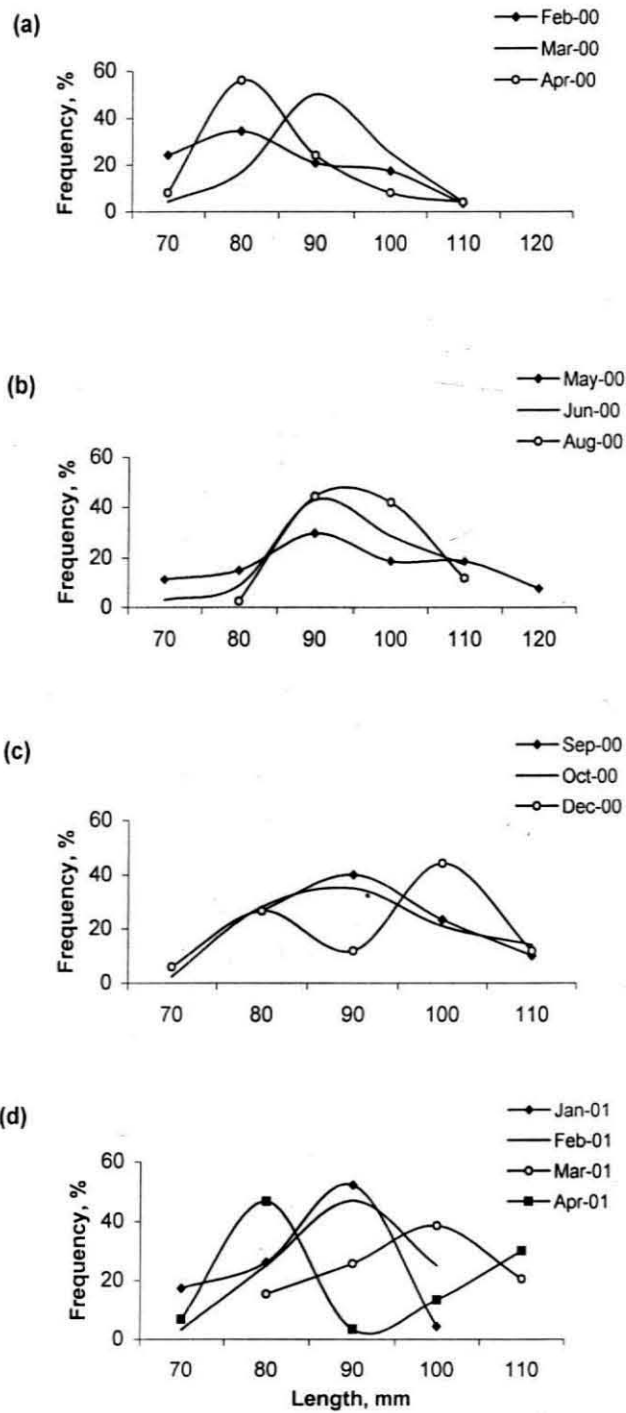 (a)
Feb-00
Mar-00
Apr-00
Frequency, %
60
40
20
0
70 80 90 100 110 120
(b)
May-00
Jun-00
Aug-00
Frequency, %
60
40
20
0
70 80 90 100 110 120
(c)
Sep-00
Oct-00
Dec-00
Frequency, %
60
40
20
0
70 80 90 100 110
(d)
Jan-01
Feb-01
Mar-01
Apr-01
Frequency, %
60
40
20
0
70 80 90 100 110
Length, mm